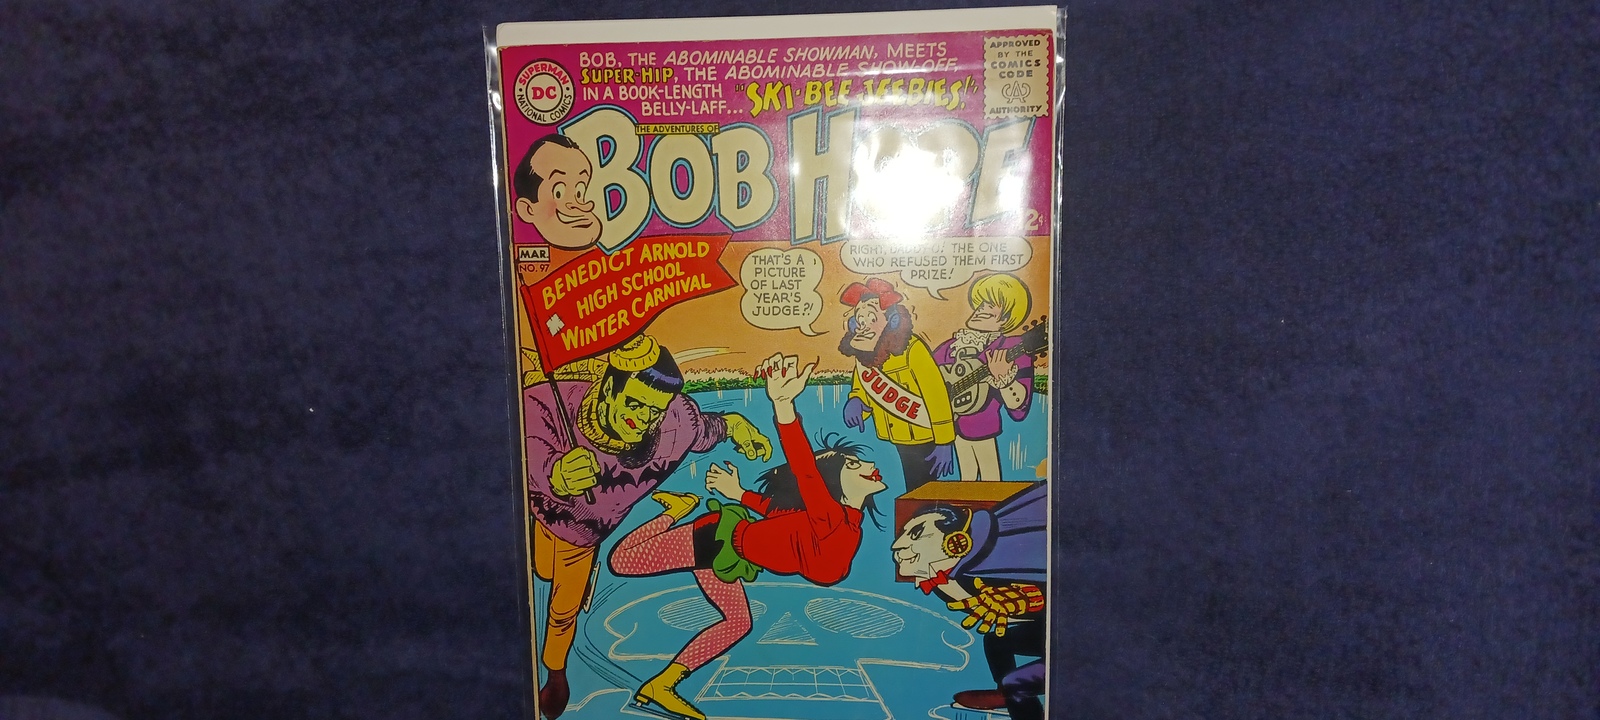 BOB, THE ABOMINABLE SHOWMAN, MEETS
SUPER-HIP, THE ABOMINABLE SHOW-OFF,
IN A BOOK-LENGTH
BELLY-LAFF... "SKI-BEE JEEBIES!"
SUPERMAN
DC
NATIONAL COMICS
APPROVED
BY THE
COMICS
CODE
CA
AUTHORITY
THE ADVENTURES OF
BOB HOPE
2¢
MAR.
NO. 97
BENEDICT ARNOLD
HIGH SCHOOL
WINTER CARNIVAL
THAT'S A
PICTURE
OF LAST
YEAR'S
JUDGE?!
RIGHT, DADDY-O! THE ONE
WHO REFUSED THEM FIRST
PRIZE!
JUDGE